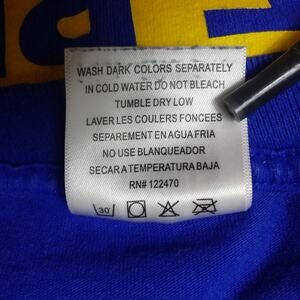 WASH DARK COLORS SEPARATELY
IN COLD WATER DO NOT BLEACH
TUMBLE DRY LOW
LAVER LES COULERS FONCEES
SEPAREMENT EN AGUA FRIA
NO USE BLANQUEADOR
SECAR A TEMPERATURA BAJA
RN# 122470
30